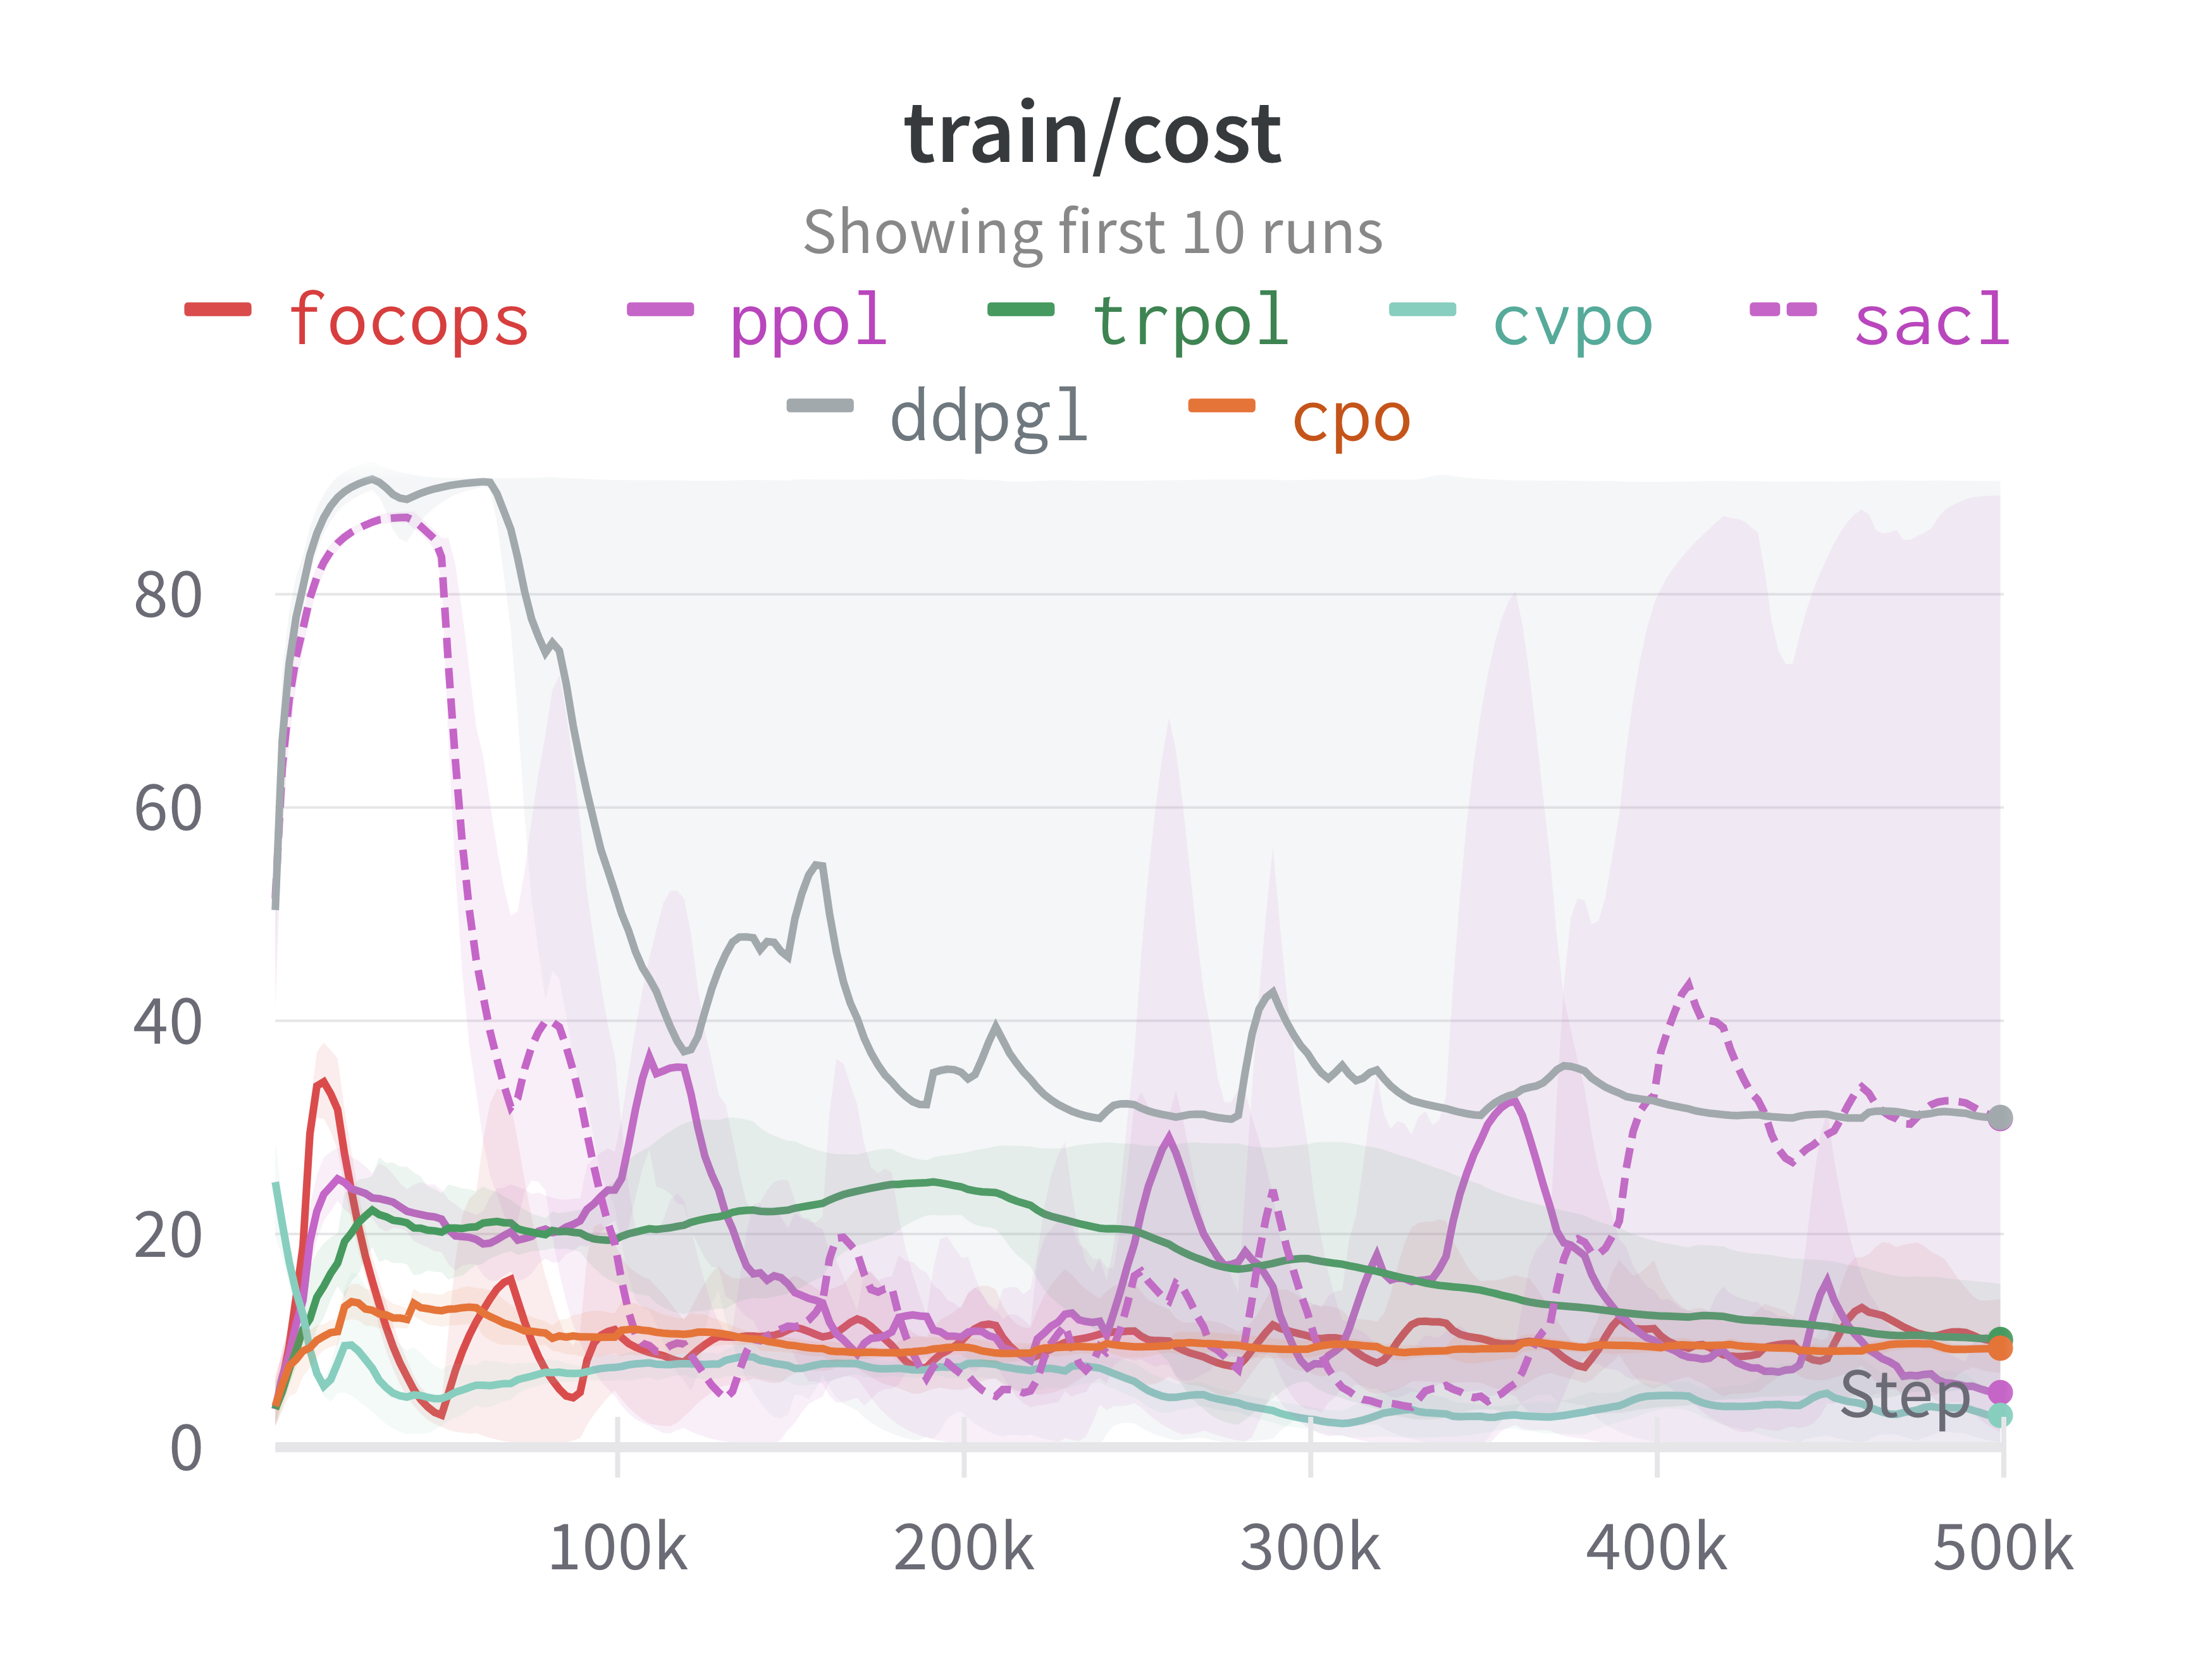 train/cost
Showing first 10 runs
focops ppol trpol cvpo sacl
ddpgl cpo
80
60
40
20
0
Step
100k 200k 300k 400k 500k